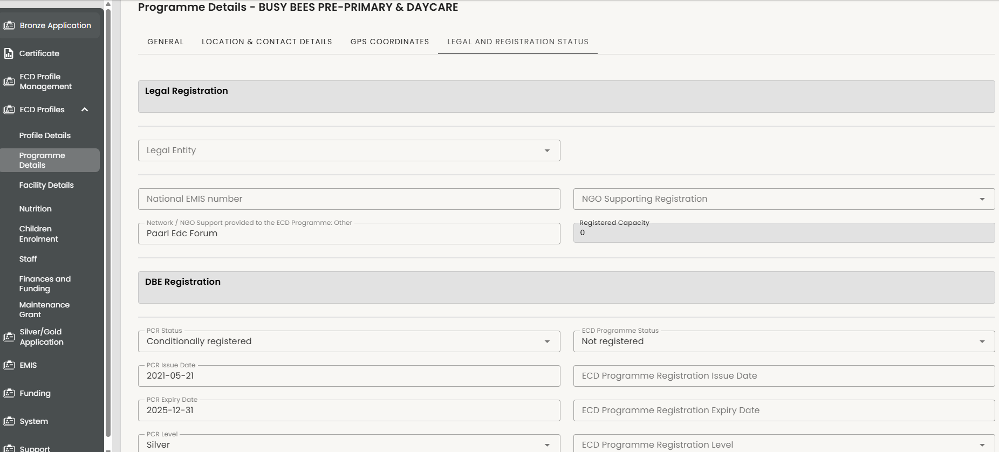 Programme Details - BUSY BEES PRE-PRIMARY & DAYCARE
Bronze Application
Certificate
ECD Profile
Management
ECD Profiles
Profile Details
Programme
Details
Facility Details
Nutrition
Children
Enrolment
Staff
Finances and
Funding
Maintenance
Grant
Silver/Gold
Application
EMIS
Funding
System
Support
GENERAL
LOCATION & CONTACT DETAILS
GPS COORDINATES
LEGAL AND REGISTRATION STATUS
Legal Registration
Legal Entity
National EMIS number
NGO Supporting Registration
Network / NGO Support provided to the ECD Programme: Other
Paarl Edc Forum
Registered Capacity
0
DBE Registration
PCR Status
Conditionally registered
ECD Programme Status
Not registered
PCR Issue Date
2021-05-21
ECD Programme Registration Issue Date
PCR Expiry Date
2025-12-31
ECD Programme Registration Expiry Date
PCR Level
Silver
ECD Programme Registration Level